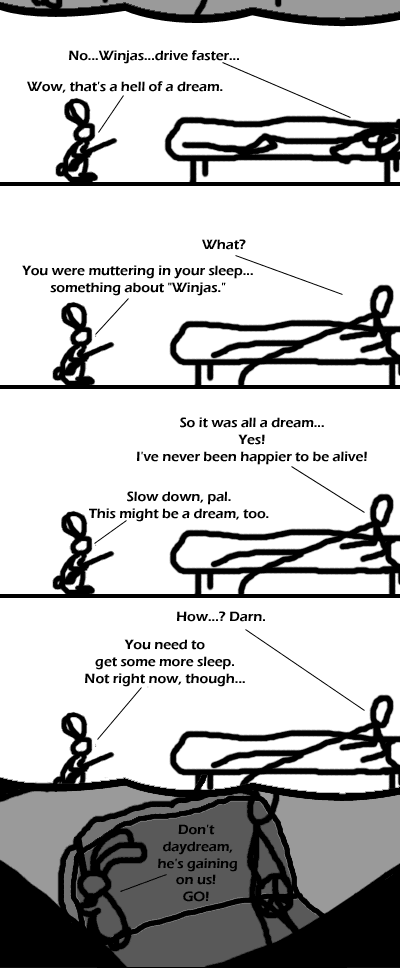 No...Winjas...drive faster...
Wow, that's a hell of a dream.
What?
You were muttering in your sleep...
something about "Winjas."
So it was all a dream...
Yes!
I've never been happier to be alive!
Slow down, pal.
This might be a dream, too.
How...? Darn.
You need to
get some more sleep.
Not right now, though...
Don't
daydream,
he's gaining
on us!
GO!